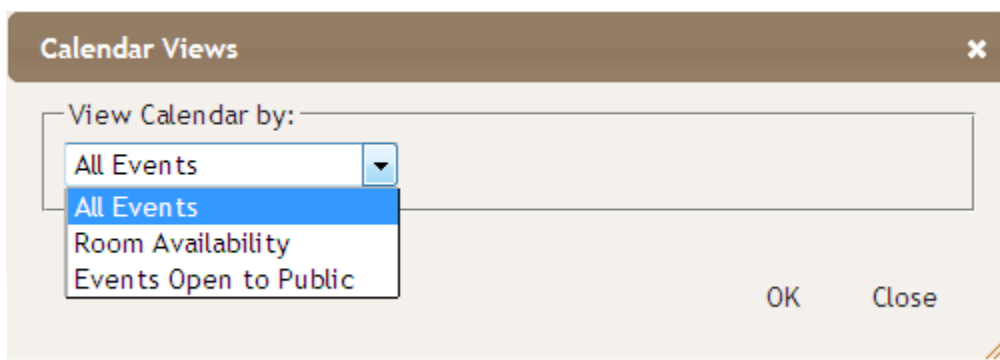 Calendar Views
View Calendar by:
All Events
All Events
Room Availability
Events Open to Public
OK Close